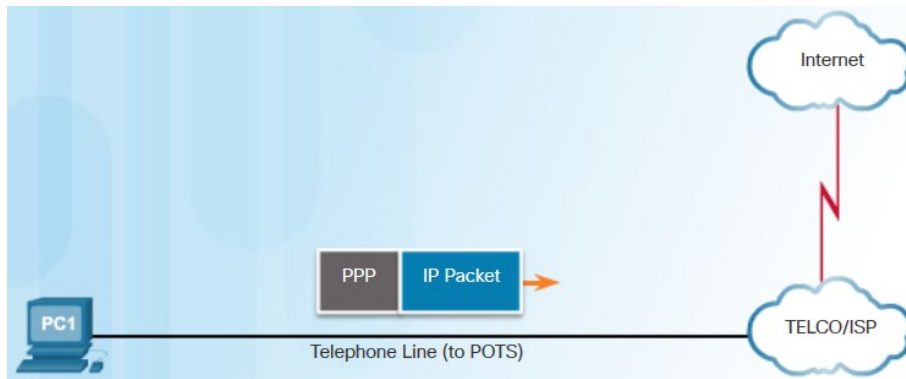 Internet
PPP IP Packet
PC1
TELCO/ISP
Telephone Line (to POTS)